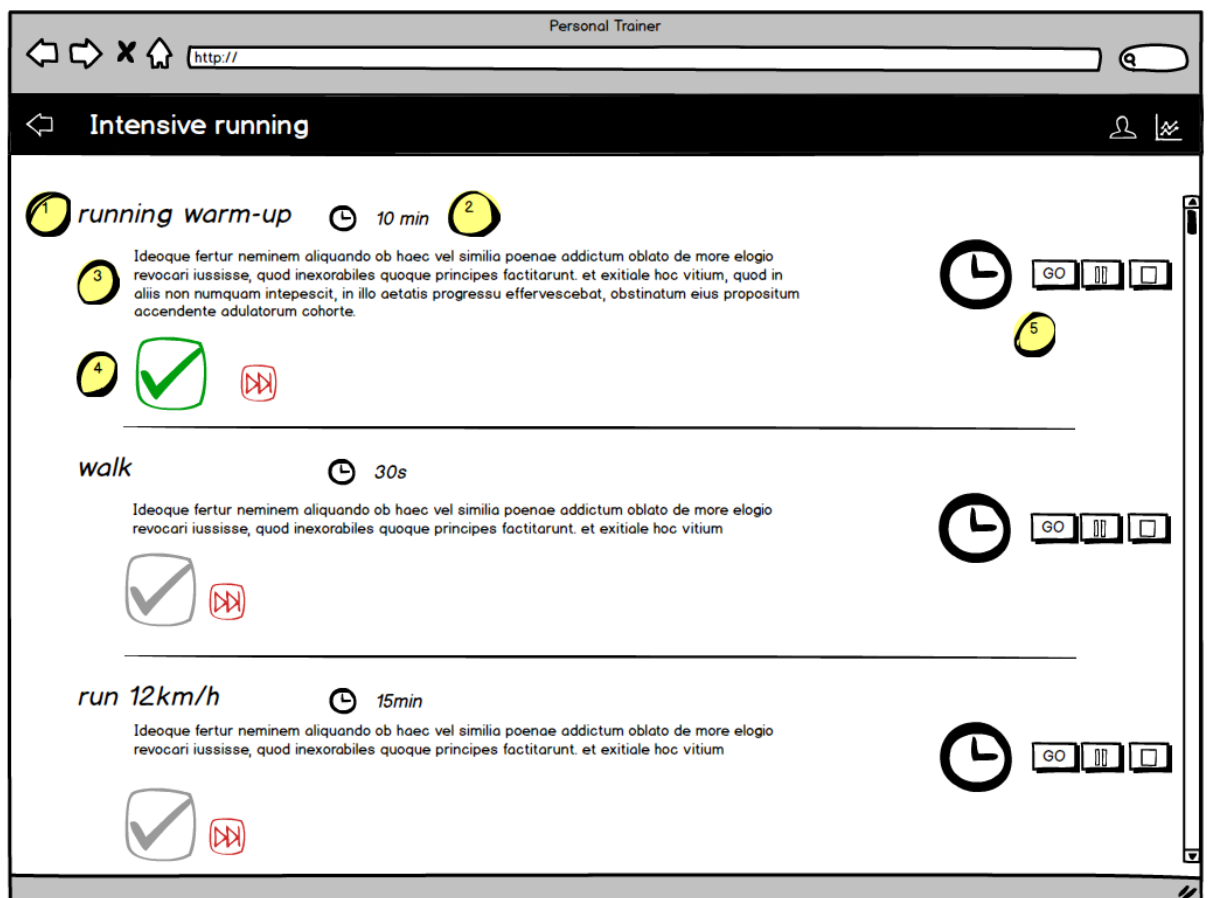 Personal Trainer
http://
Intensive running
1 running warm-up 10 min 2
3
Ideoque fertur neminem aliquando ob haec vel similia poenae addictum oblato de more elogio
revocari iussisse, quod inexorabiles quoque principes factitarunt. et exitiale hoc vitium, quod in
aliis non numquam intepescit, in illo aetatis progressu effervescebat, obstinatum eius propositum
accendente adulatorum cohorte.
GO
5
4
walk 30s
Ideoque fertur neminem aliquando ob haec vel similia poenae addictum oblato de more elogio
revocari iussisse, quod inexorabiles quoque principes factitarunt. et exitiale hoc vitium
GO
run 12km/h 15min
Ideoque fertur neminem aliquando ob haec vel similia poenae addictum oblato de more elogio
revocari iussisse, quod inexorabiles quoque principes factitarunt. et exitiale hoc vitium
GO